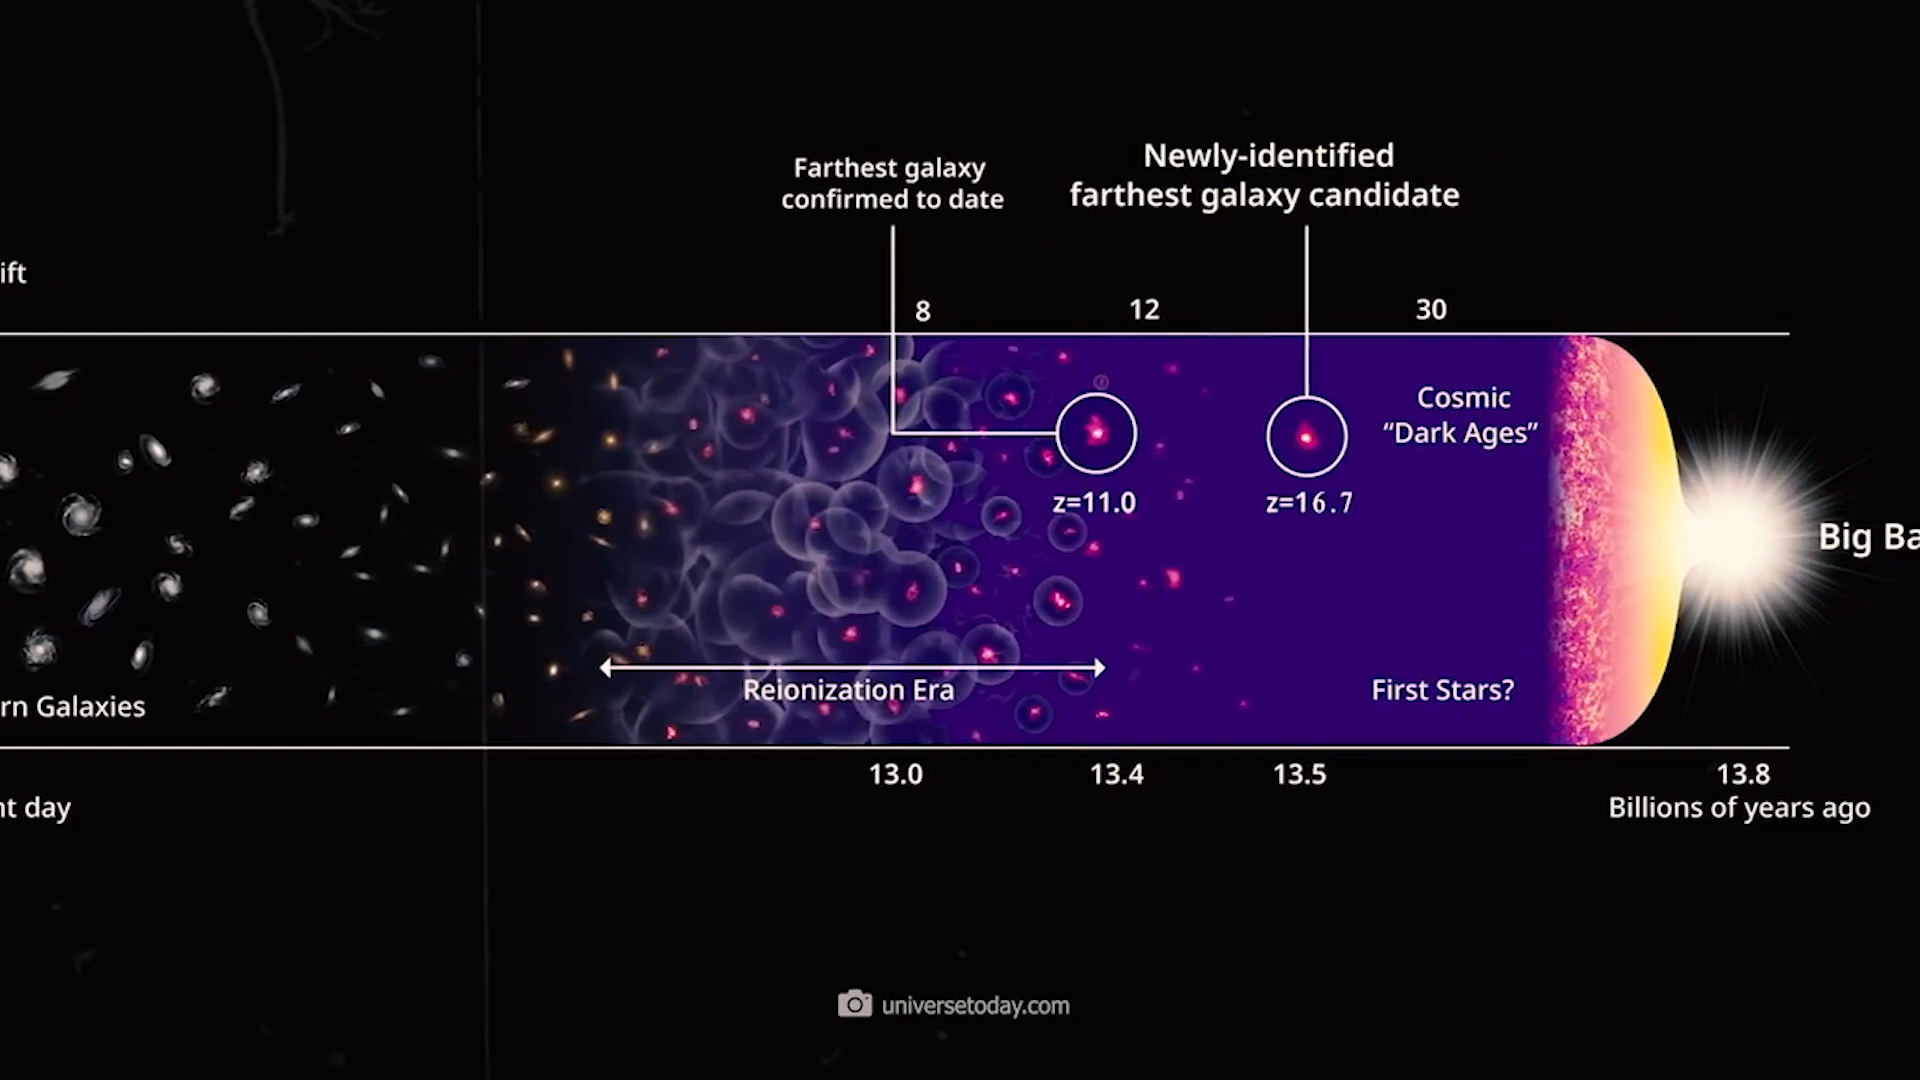 Farthest galaxy
confirmed to date
Newly-identified
farthest galaxy candidate
ift
8
12
30
Cosmic
“Dark Ages”
z=11.0
z=16.7
Big Ba
Reionization Era
First Stars?
rn Galaxies
13.0
13.4
13.5
13.8
nt day
Billions of years ago
universetoday.com